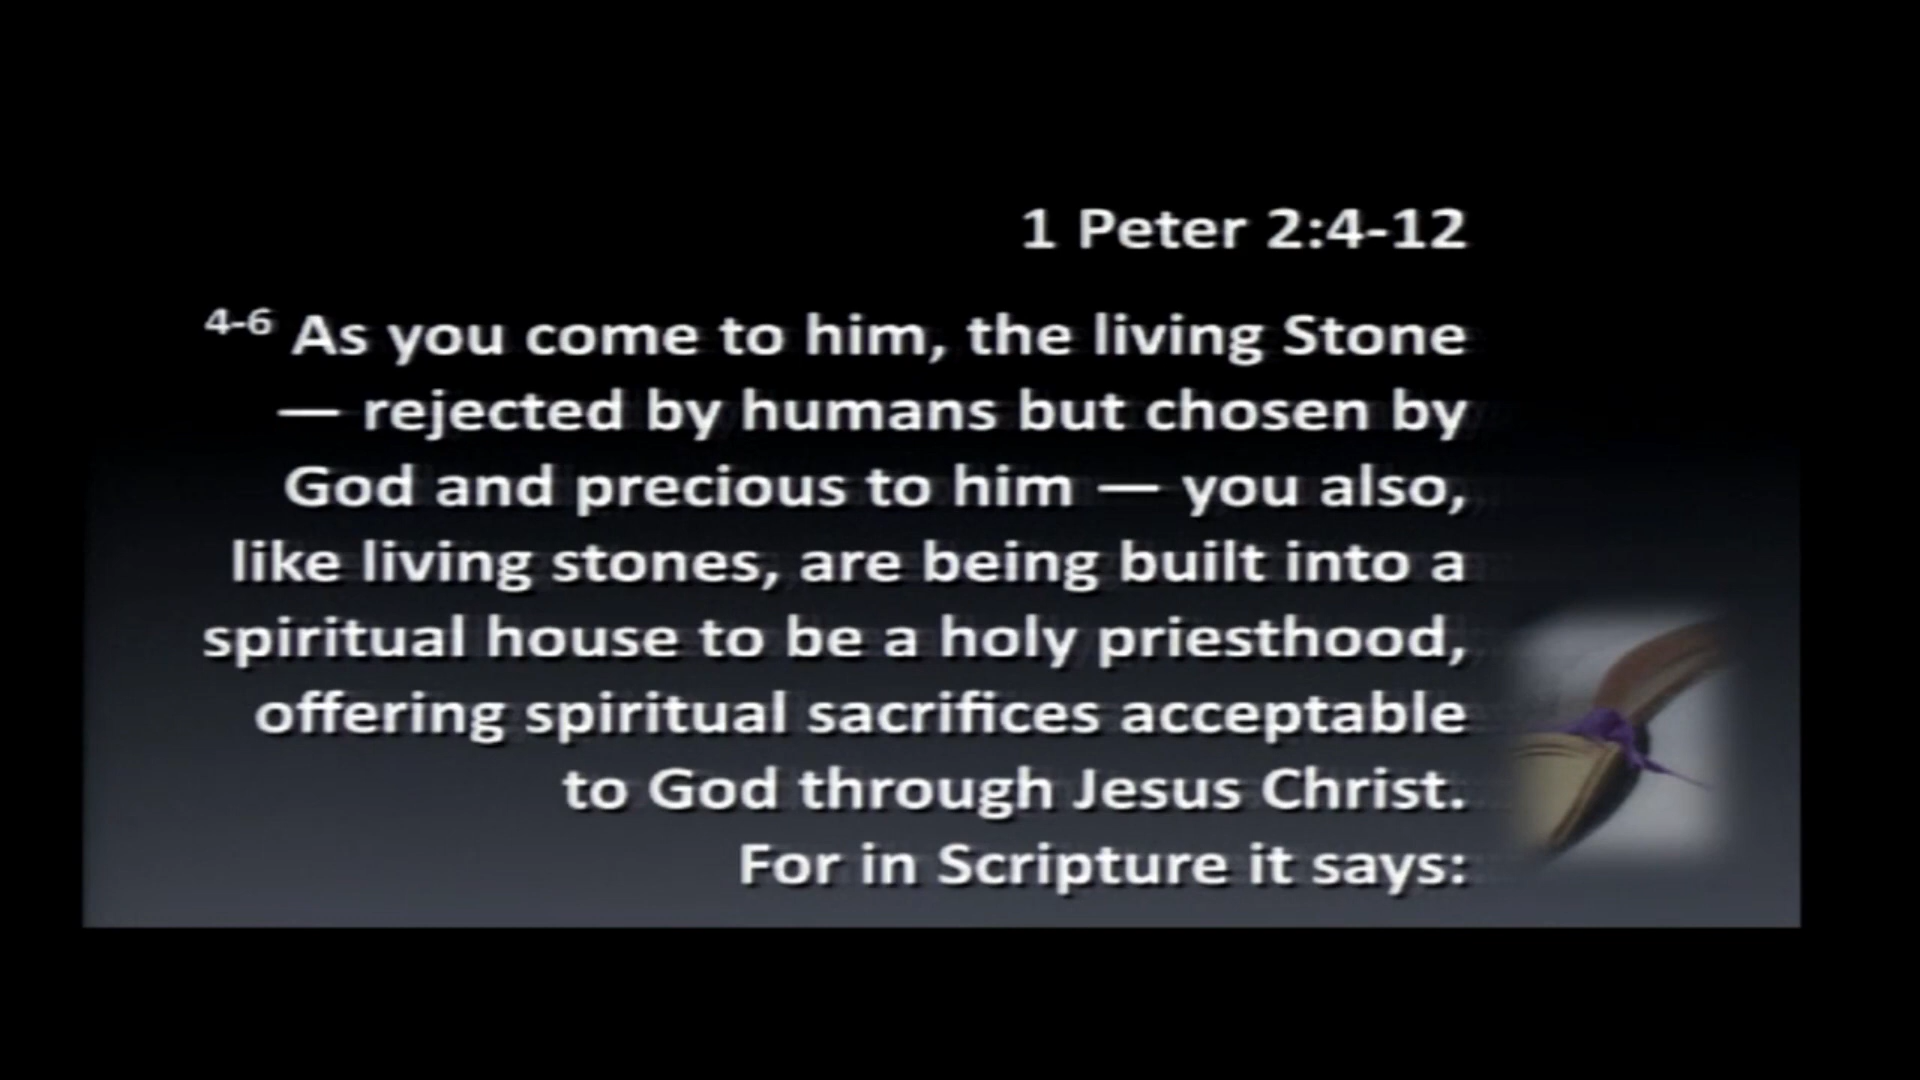 1 Peter 2:4-12
4-6 As you come to him, the living Stone
— rejected by humans but chosen by
God and precious to him — you also,
like living stones, are being built into a
spiritual house to be a holy priesthood,
offering spiritual sacrifices acceptable
to God through Jesus Christ.
For in Scripture it says: